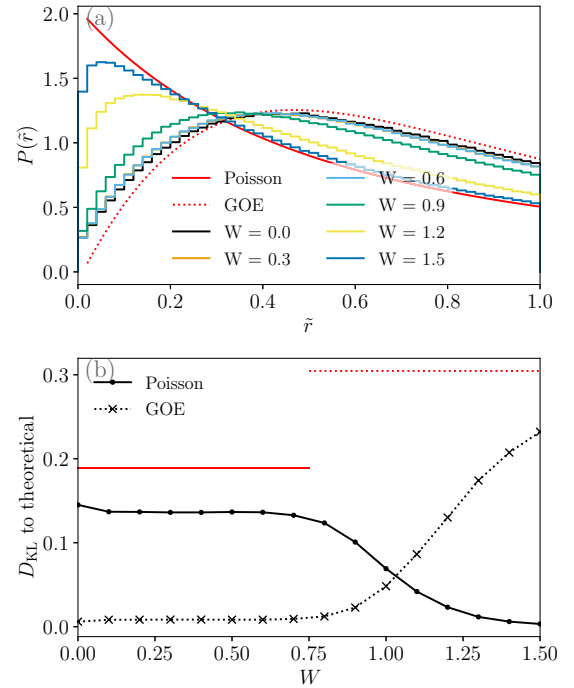 (a)
P(r̃)
2.0
1.5
1.0
0.5
0.0
Poisson
GOE
W = 0.0
W = 0.3
W = 0.6
W = 0.9
W = 1.2
W = 1.5
0.0 0.2 0.4 0.6 0.8 1.0
r̃
(b)
D_KL to theoretical
0.3
0.2
0.1
0.0
Poisson
GOE
0.00 0.25 0.50 0.75 1.00 1.25 1.50
W